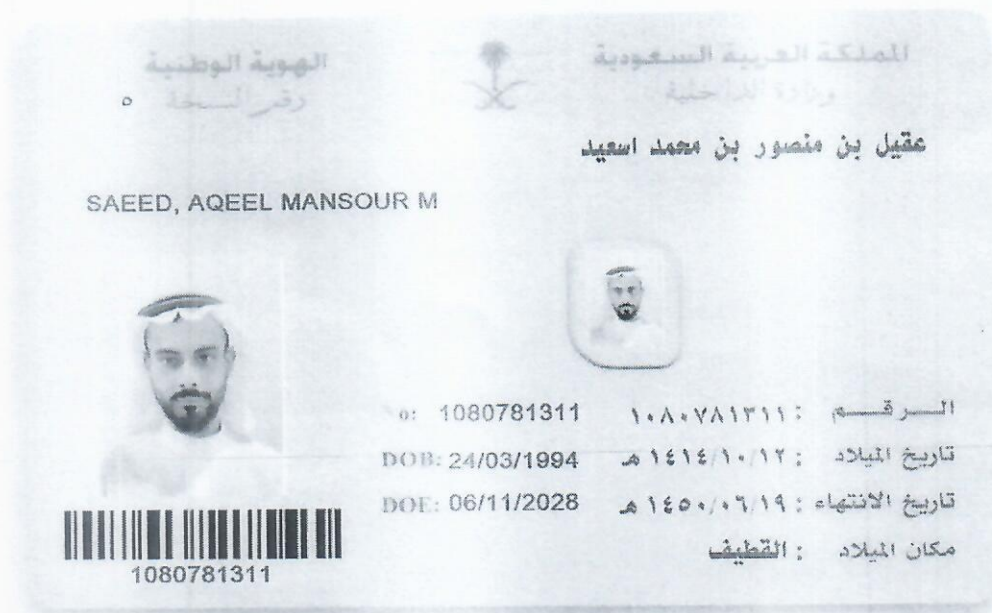 المملكة العربية السعودية
وزارة الداخلية
الهوية الوطنية
رقم النسخة ٥
عقيل بن منصور بن محمد اسعيد
SAEED, AQEEL MANSOUR M
الرقم : ١٠٨٠٧٨١٣١١ o: 1080781311
تاريخ الميلاد : ١٤١٤/١٠/١٢ هـ DOB: 24/03/1994
تاريخ الانتهاء : ١٤٥٠/٠٦/١٩ هـ DOE: 06/11/2028
مكان الميلاد : القطيف
1080781311